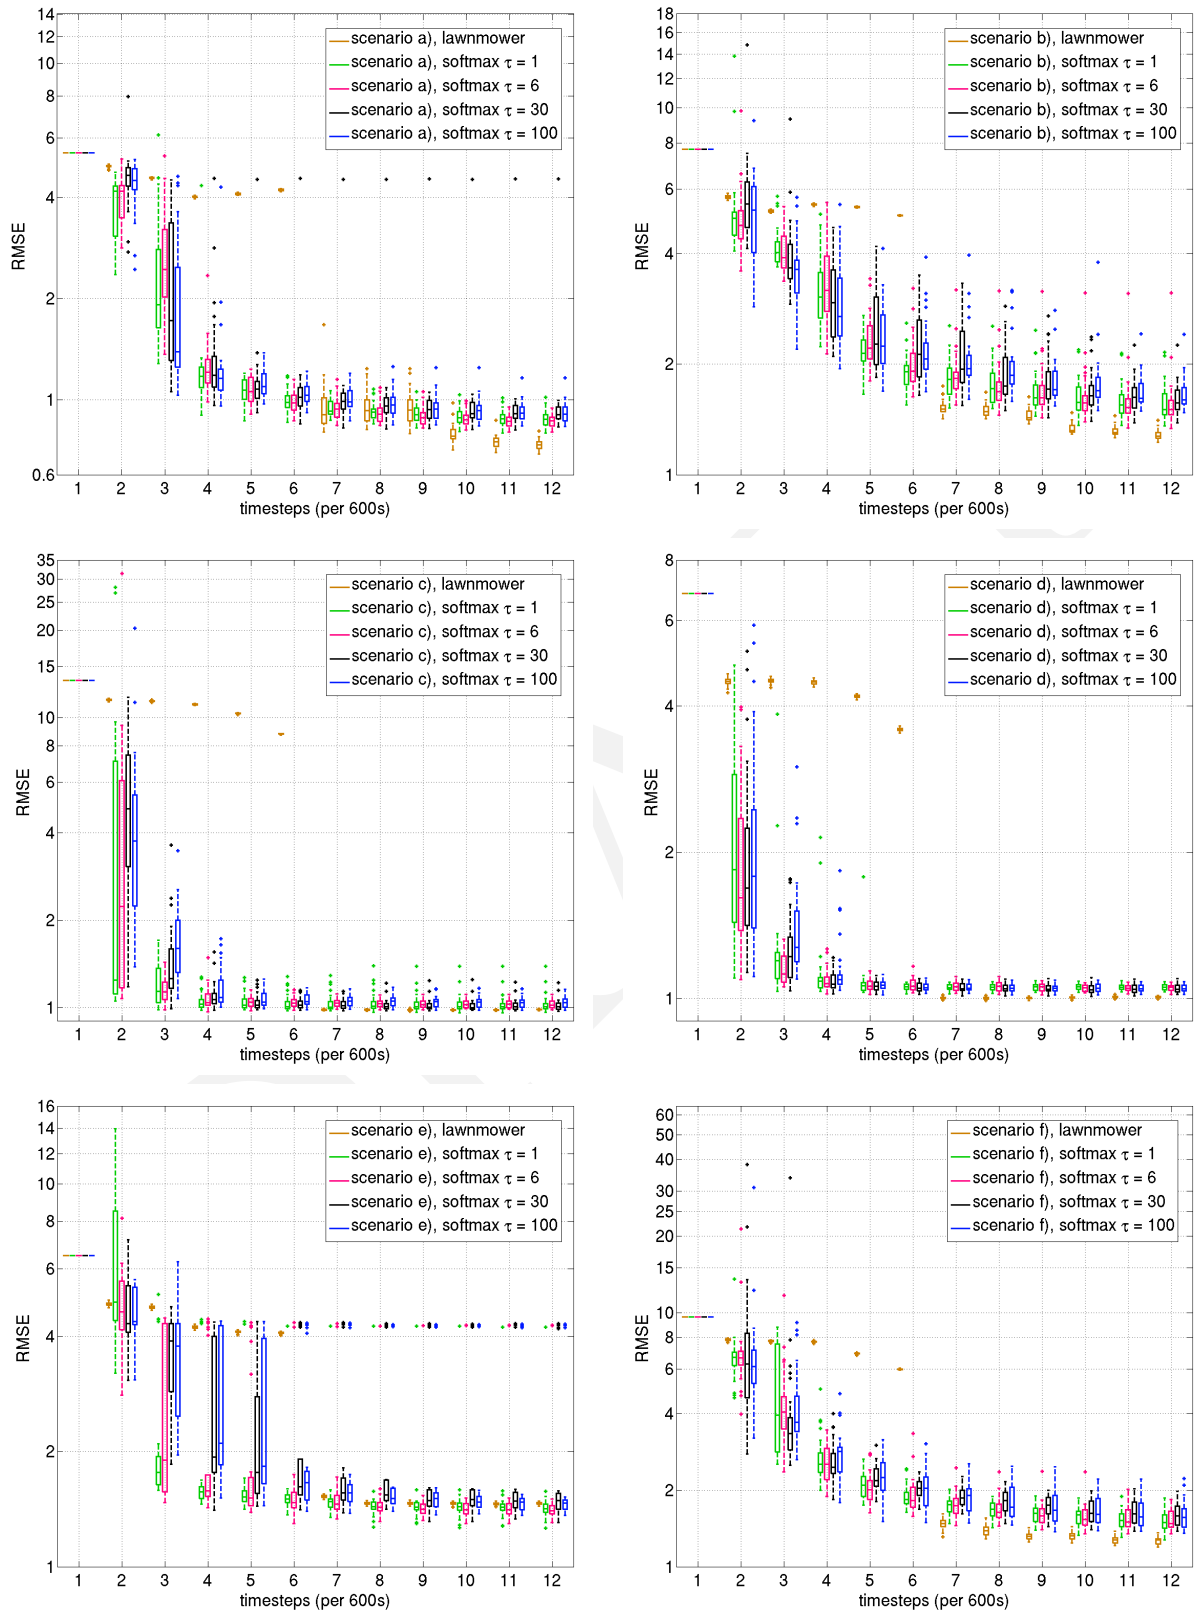 14
12
10
8
6
4
2
1
0.6
RMSE
scenario a), lawnmower
scenario a), softmax τ = 1
scenario a), softmax τ = 6
scenario a), softmax τ = 30
scenario a), softmax τ = 100
1 2 3 4 5 6 7 8 9 10 11 12
timesteps (per 600s)
18
16
14
12
10
8
6
4
2
1
RMSE
scenario b), lawnmower
scenario b), softmax τ = 1
scenario b), softmax τ = 6
scenario b), softmax τ = 30
scenario b), softmax τ = 100
1 2 3 4 5 6 7 8 9 10 11 12
timesteps (per 600s)
35
30
25
20
15
10
8
6
4
2
1
RMSE
scenario c), lawnmower
scenario c), softmax τ = 1
scenario c), softmax τ = 6
scenario c), softmax τ = 30
scenario c), softmax τ = 100
1 2 3 4 5 6 7 8 9 10 11 12
timesteps (per 600s)
8
6
4
2
1
RMSE
scenario d), lawnmower
scenario d), softmax τ = 1
scenario d), softmax τ = 6
scenario d), softmax τ = 30
scenario d), softmax τ = 100
1 2 3 4 5 6 7 8 9 10 11 12
timesteps (per 600s)
16
14
12
10
8
6
4
2
1
RMSE
scenario e), lawnmower
scenario e), softmax τ = 1
scenario e), softmax τ = 6
scenario e), softmax τ = 30
scenario e), softmax τ = 100
1 2 3 4 5 6 7 8 9 10 11 12
timesteps (per 600s)
60
50
40
30
25
20
15
10
8
6
4
2
1
RMSE
scenario f), lawnmower
scenario f), softmax τ = 1
scenario f), softmax τ = 6
scenario f), softmax τ = 30
scenario f), softmax τ = 100
1 2 3 4 5 6 7 8 9 10 11 12
timesteps (per 600s)